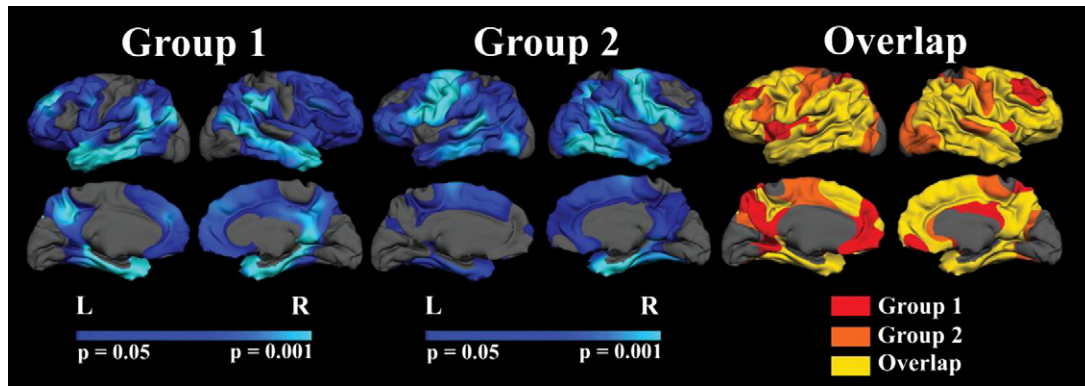 Group 1
Group 2
Overlap
L R
p = 0.05 p = 0.001
L R
p = 0.05 p = 0.001
Group 1
Group 2
Overlap